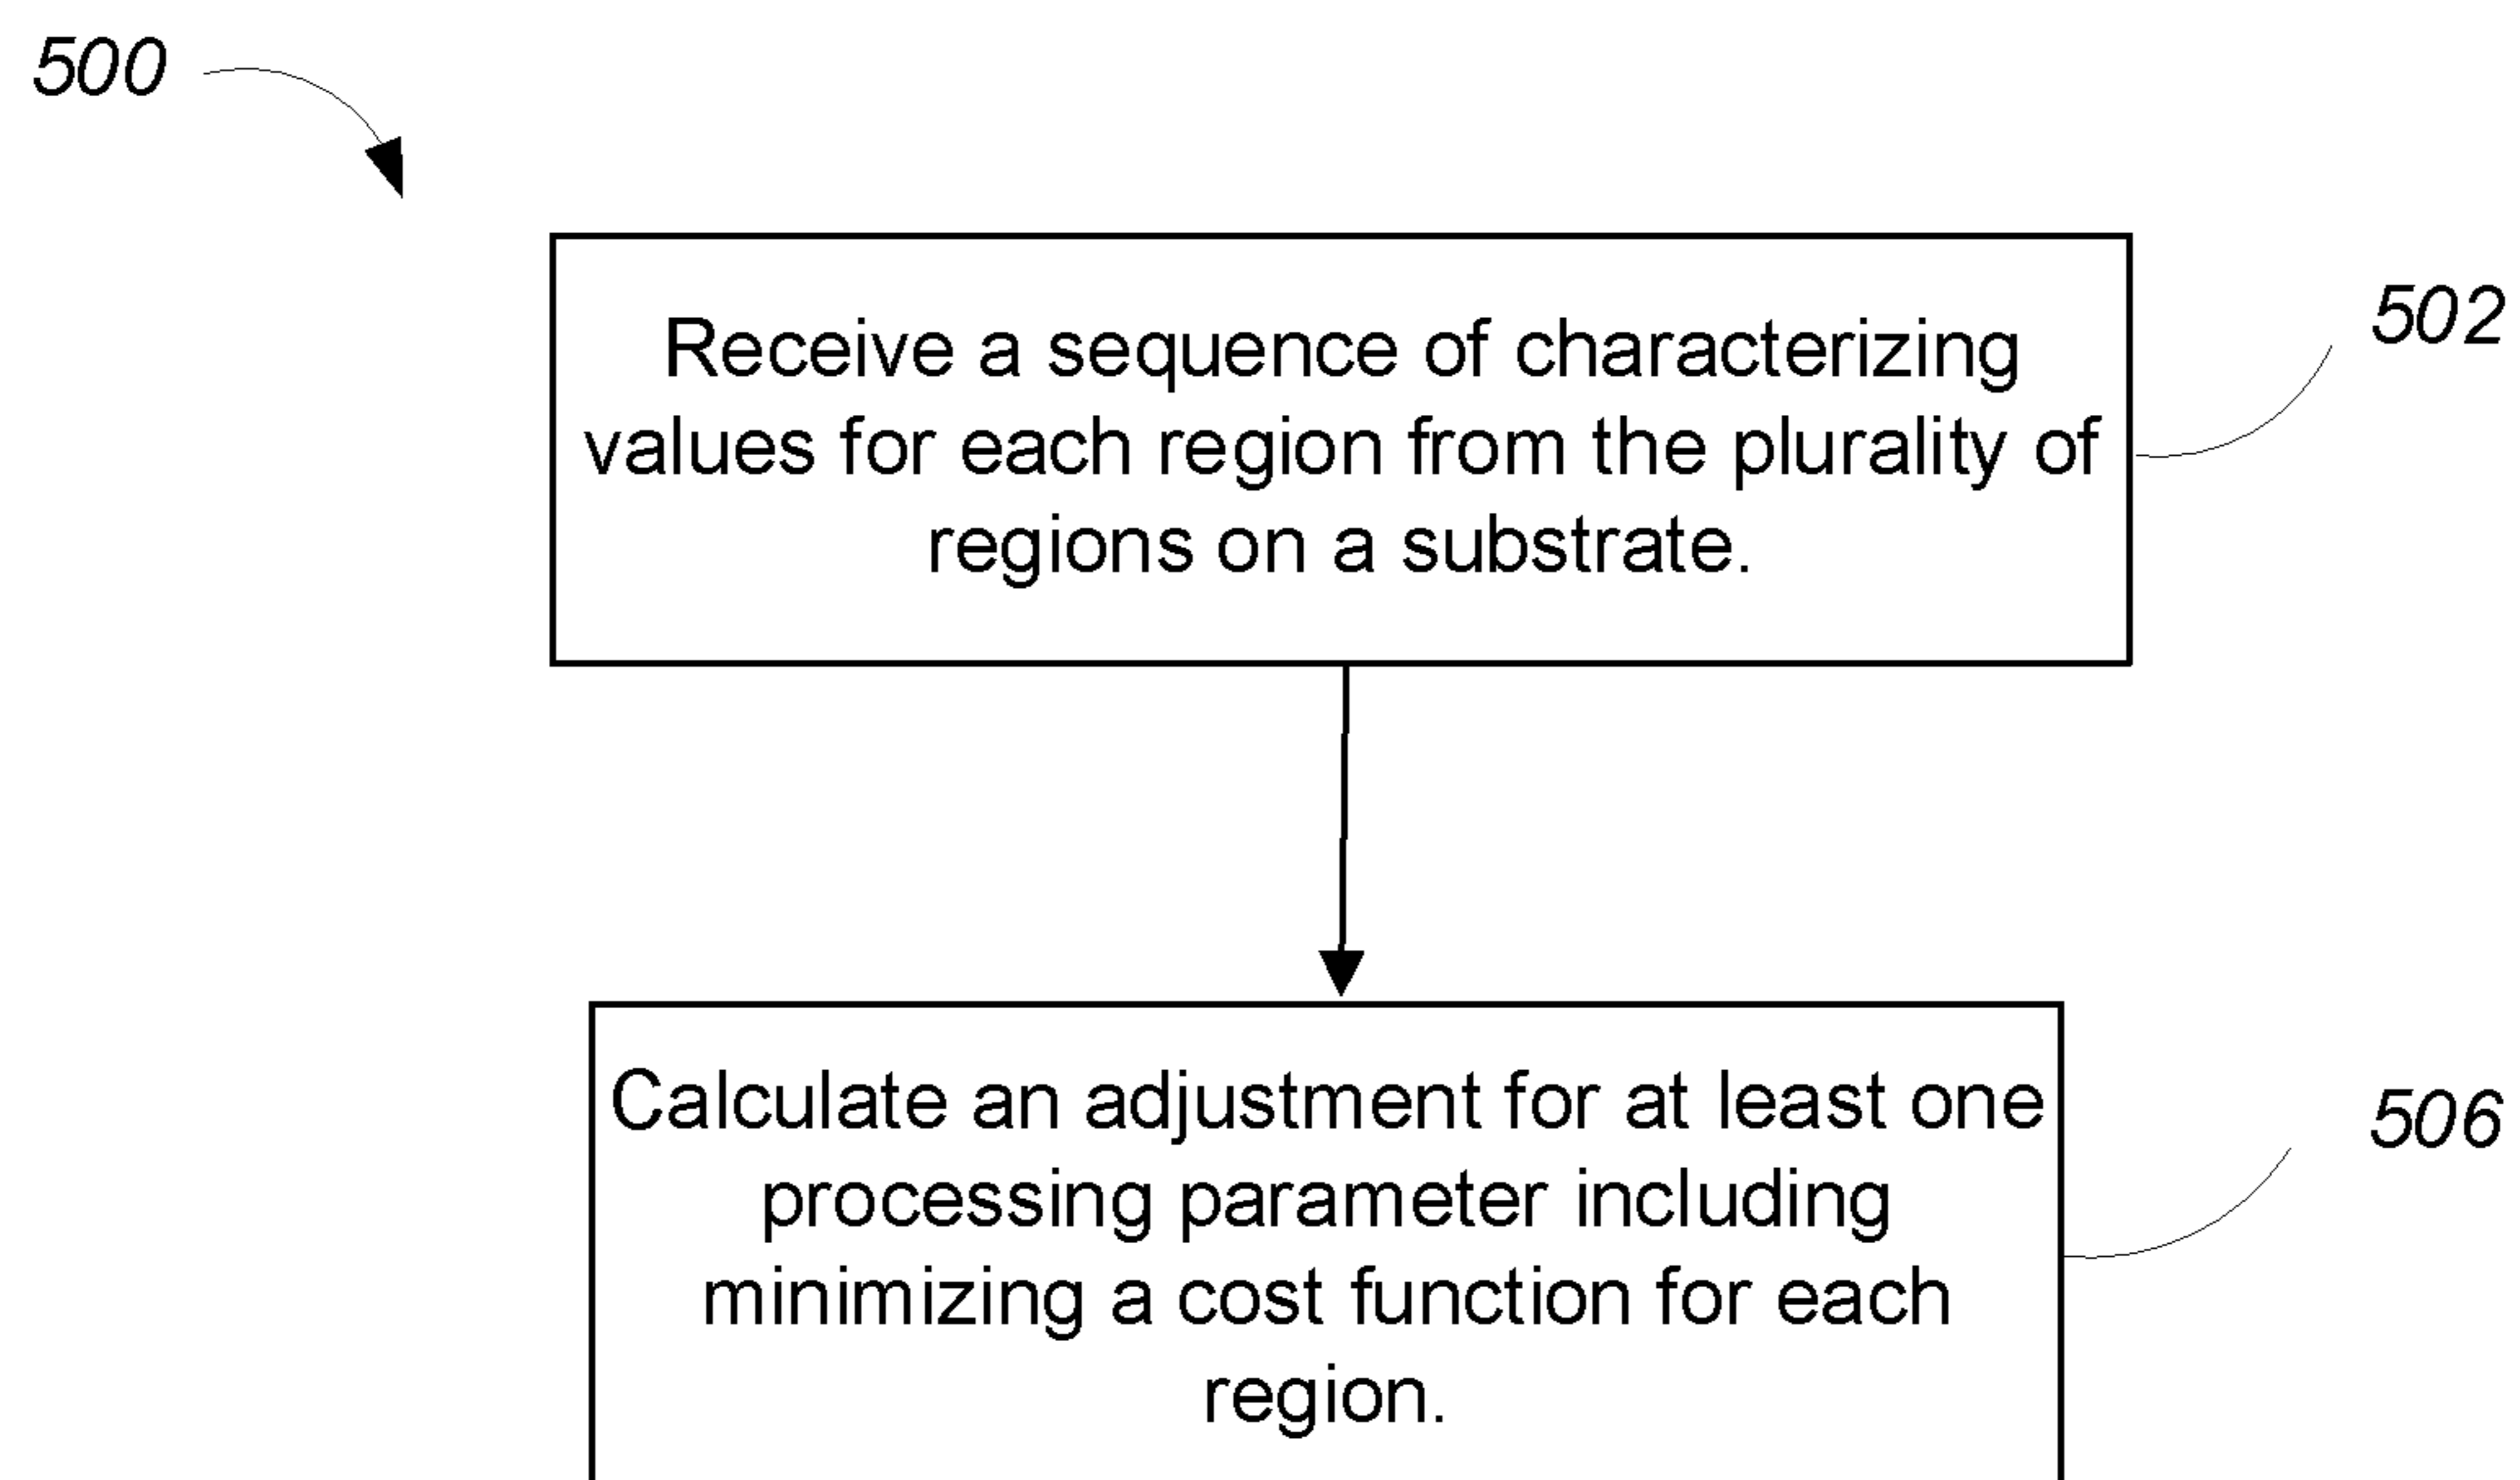 500
Receive a sequence of characterizing
values for each region from the plurality of
regions on a substrate.
502
Calculate an adjustment for at least one
processing parameter including
minimizing a cost function for each
region.
506